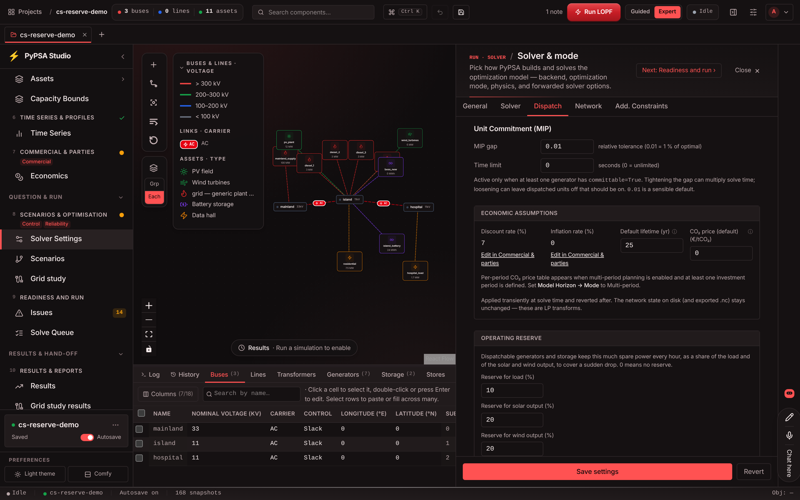 Projects / cs-reserve-demo
3 buses 0 lines 11 assets
Search components...
Ctrl K
1 note
Run LOPF
Guided Expert
Idle
A
cs-reserve-demo
PyPSA Studio
Assets
Capacity Bounds
6 TIME SERIES & PROFILES
Time Series
7 COMMERCIAL & PARTIES
Commercial
Economics
QUESTION & RUN
8 SCENARIOS & OPTIMISATION
Control Reliability
Solver Settings
Scenarios
Grid study
9 READINESS AND RUN
Issues 14
Solve Queue
RESULTS & HAND-OFF
10 RESULTS & REPORTS
Results
Grid study results
cs-reserve-demo
Saved Autosave
PREFERENCES
Light theme Comfy
Grp
Each
BUSES & LINES · VOLTAGE
> 300 kV
200–300 kV
100–200 kV
< 100 kV
LINKS · CARRIER
AC AC
ASSETS · TYPE
PV field
Wind turbines
grid — generic plant ...
Battery storage
Data hall
mainland
island
hospital
Results · Run a simulation to enable
Log History Buses (3) Lines Transformers Generators (7) Storage (2) Stores
Columns (7/18)
Search by name…
· Click a cell to select it, double-click or press Enter to edit. Select rows to paste or fill across many.
NAME NOMINAL VOLTAGE (KV) CARRIER CONTROL LONGITUDE (°E) LATITUDE (°N)
mainland 33 AC Slack 0 0 0
island 11 AC Slack 0 0 1
hospital 11 AC Slack 0 0 2
RUN · SOLVER / Solver & mode
Pick how PyPSA builds and solves the optimization model — backend, optimization mode, physics, and forwarded solver options.
Next: Readiness and run ›
Close ×
General Solver Dispatch Network Add. Constraints
Unit Commitment (MIP)
MIP gap 0.01 relative tolerance (0.01 = 1% of optimal)
Time limit 0 seconds (0 = unlimited)
Active only when at least one generator has committable=True. Tightening the gap can multiply solve time; loosening can leave dispatched units off that should be on. 0.01 is a sensible default.
ECONOMIC ASSUMPTIONS
Discount rate (%)
7
Edit in Commercial & parties
Inflation rate (%)
0
Edit in Commercial & parties
Default lifetime (yr)
25
CO₂ price (default) (€/tCO₂)
0
Per-period CO₂ price table appears when multi-period planning is enabled and at least one investment period is defined. Set Model Horizon → Mode to Multi-period.
Applied transiently at solve time and reverted after. The network state on disk (and exported .nc) stays unchanged — these are LP transforms.
OPERATING RESERVE
Dispatchable generators and storage keep this much spare power every hour, as a share of the load and of the solar and wind output, to cover a sudden drop. 0 means no reserve.
Reserve for load (%)
10
Reserve for solar output (%)
20
Reserve for wind output (%)
20
Save settings
Revert
Chat here
Idle cs-reserve-demo Autosave on 168 snapshots
Obj: —